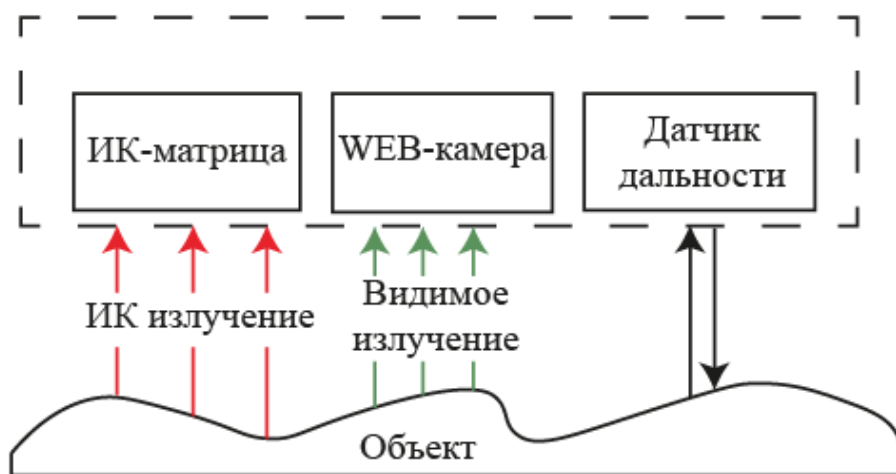 ИК-матрица
WEB-камера
Датчик
дальности
ИК излучение
Видимое
излучение
Объект